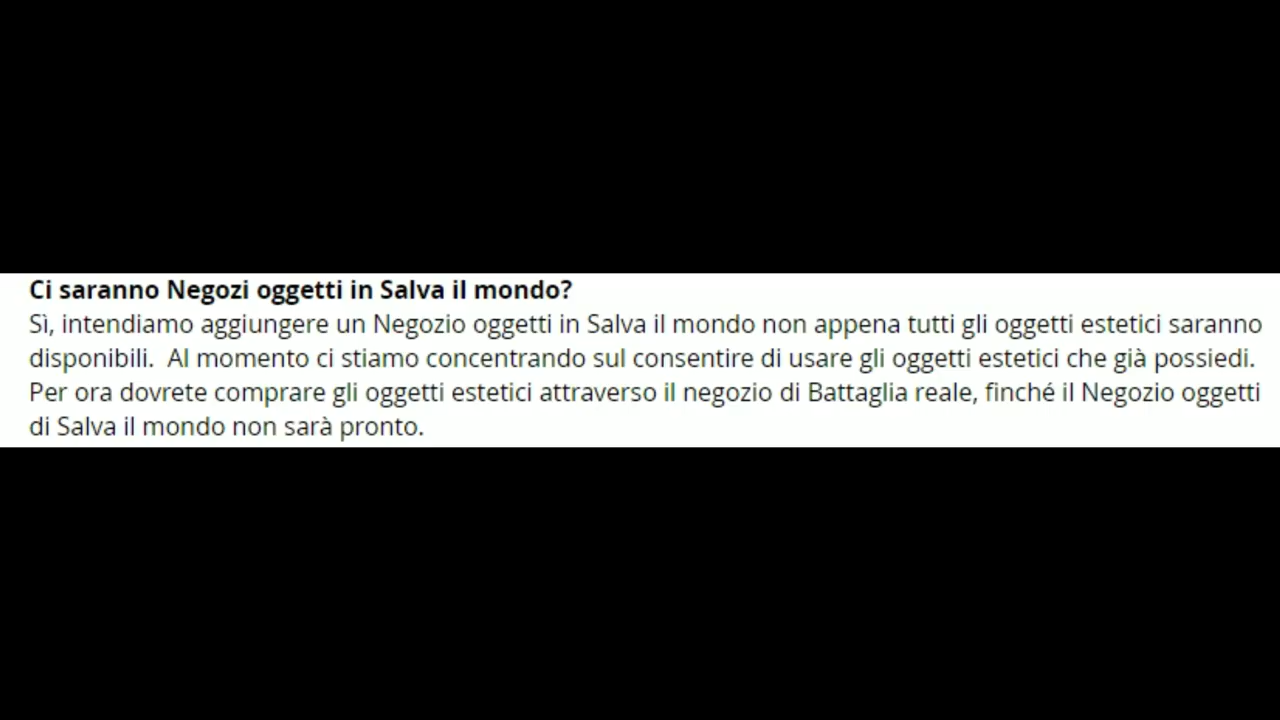 Ci saranno Negozi oggetti in Salva il mondo?
Sì, intendiamo aggiungere un Negozio oggetti in Salva il mondo non appena tutti gli oggetti estetici saranno
disponibili.  Al momento ci stiamo concentrando sul consentire di usare gli oggetti estetici che già possiedi.
Per ora dovrete comprare gli oggetti estetici attraverso il negozio di Battaglia reale, finché il Negozio oggetti
di Salva il mondo non sarà pronto.